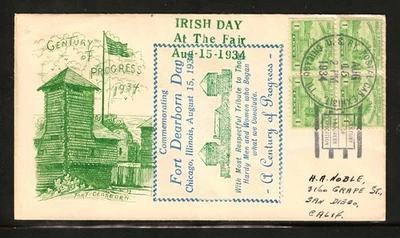 IRISH DAY
At The Fair
Aug-15-1934
CENTURY
OF
PROGRESS
1934
FORT DEARBORN
Commemorating
Fort Dearborn Day
Chicago, Illinois, August 15, 1934
With Most Respectful Tribute to The
Hardy Men and Women who Began
what we Conclude.
- A Century of Progress -
1934
H.A. NOBLE,
3160 GRAPE ST.,
SAN DIEGO,
CALIF.